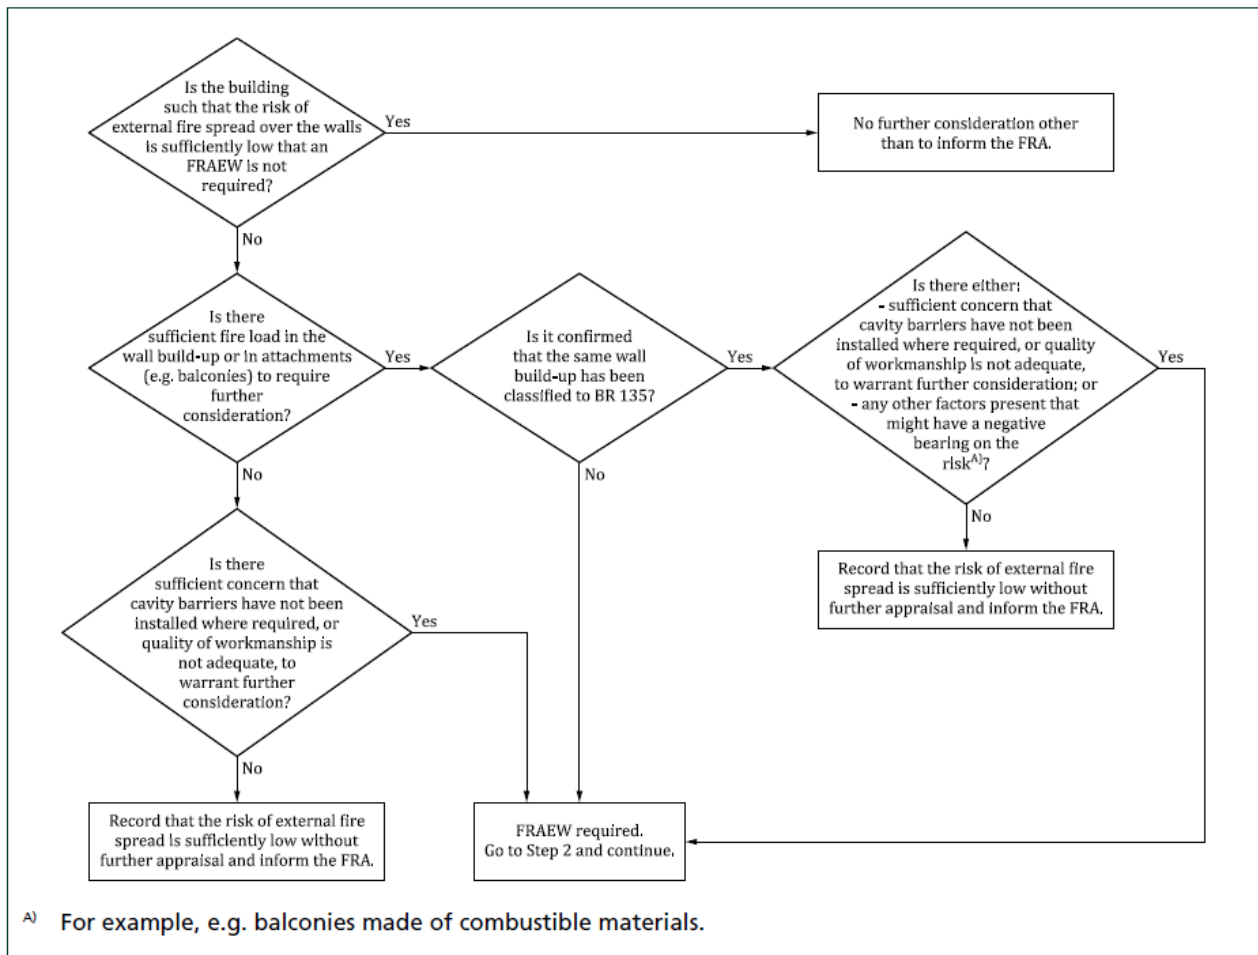 Is the building
such that the risk of
external fire spread over the walls
is sufficiently low that an
FRAEW is not
required?
Yes
No further consideration other
than to inform the FRA.
No
Is there
sufficient fire load in the
wall build-up or in attachments
(e.g. balconies) to require
further
consideration?
Yes
Is it confirmed
that the same wall
build-up has been
classified to BR 135?
Yes
Is there either:
- sufficient concern that
cavity barriers have not been
installed where required, or quality
of workmanship is not adequate,
to warrant further consideration; or
- any other factors present that
might have a negative
bearing on the
riskA)?
Yes
No
No
No
Record that the risk of external fire
spread is sufficiently low without
further appraisal and inform the FRA.
Is there
sufficient concern that
cavity barriers have not been
installed where required, or
quality of workmanship is
not adequate, to
warrant further
consideration?
Yes
No
Record that the risk of external fire
spread is sufficiently low without
further appraisal and inform the FRA.
FRAEW required.
Go to Step 2 and continue.
A) For example, e.g. balconies made of combustible materials.